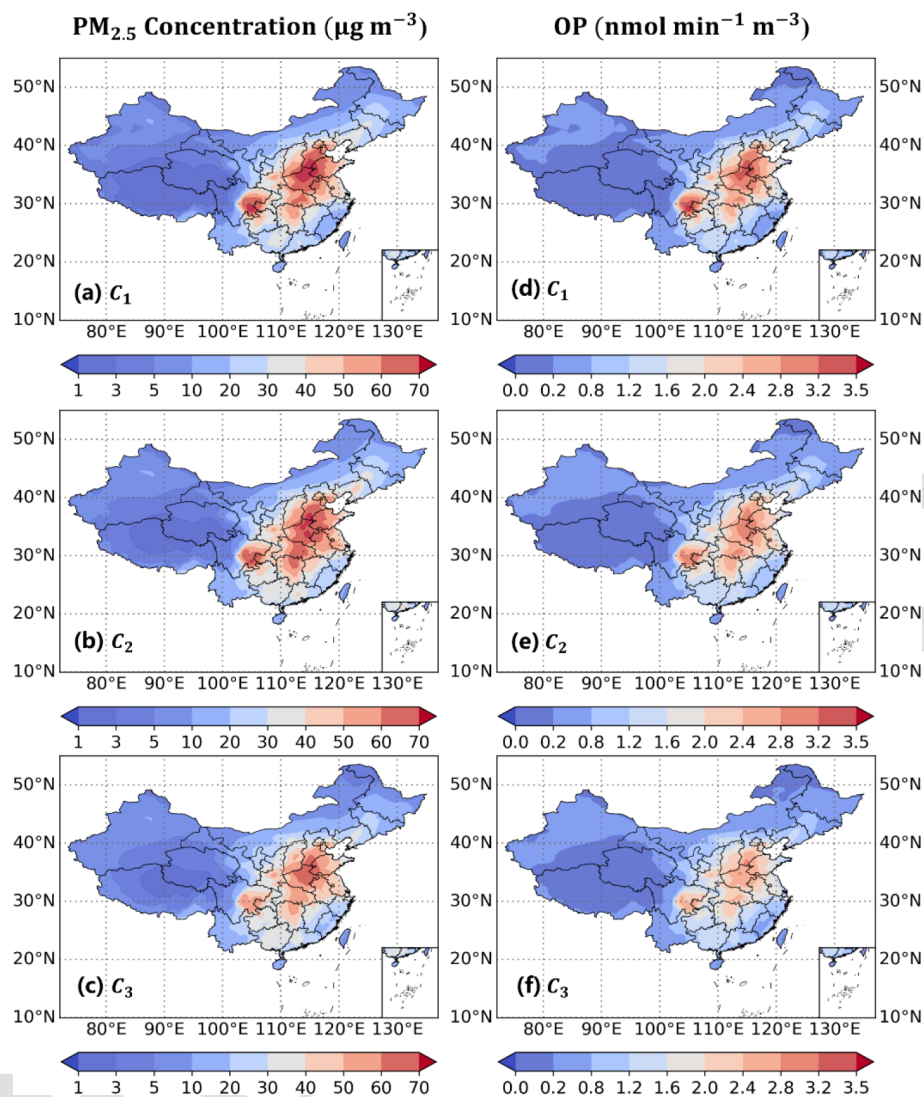 PM₂.₅ Concentration (μg m⁻³) OP (nmol min⁻¹ m⁻³)
50°N 50°N
40°N 40°N
30°N 30°N
20°N 20°N
(a) C₁ (d) C₁
10°N 10°N 10°N
80°E 90°E 100°E 110°E 120°E 130°E 80°E 90°E 100°E 110°E 120°E 130°E
1 3 5 10 20 30 40 50 60 70 0.0 0.2 0.8 1.2 1.6 2.0 2.4 2.8 3.2 3.5
50°N 50°N
40°N 40°N
30°N 30°N
20°N 20°N
(b) C₂ (e) C₂
10°N 10°N 10°N
80°E 90°E 100°E 110°E 120°E 130°E 80°E 90°E 100°E 110°E 120°E 130°E
1 3 5 10 20 30 40 50 60 70 0.0 0.2 0.8 1.2 1.6 2.0 2.4 2.8 3.2 3.5
50°N 50°N
40°N 40°N
30°N 30°N
20°N 20°N
(c) C₃ (f) C₃
10°N 10°N 10°N
80°E 90°E 100°E 110°E 120°E 130°E 80°E 90°E 100°E 110°E 120°E 130°E
1 3 5 10 20 30 40 50 60 70 0.0 0.2 0.8 1.2 1.6 2.0 2.4 2.8 3.2 3.5